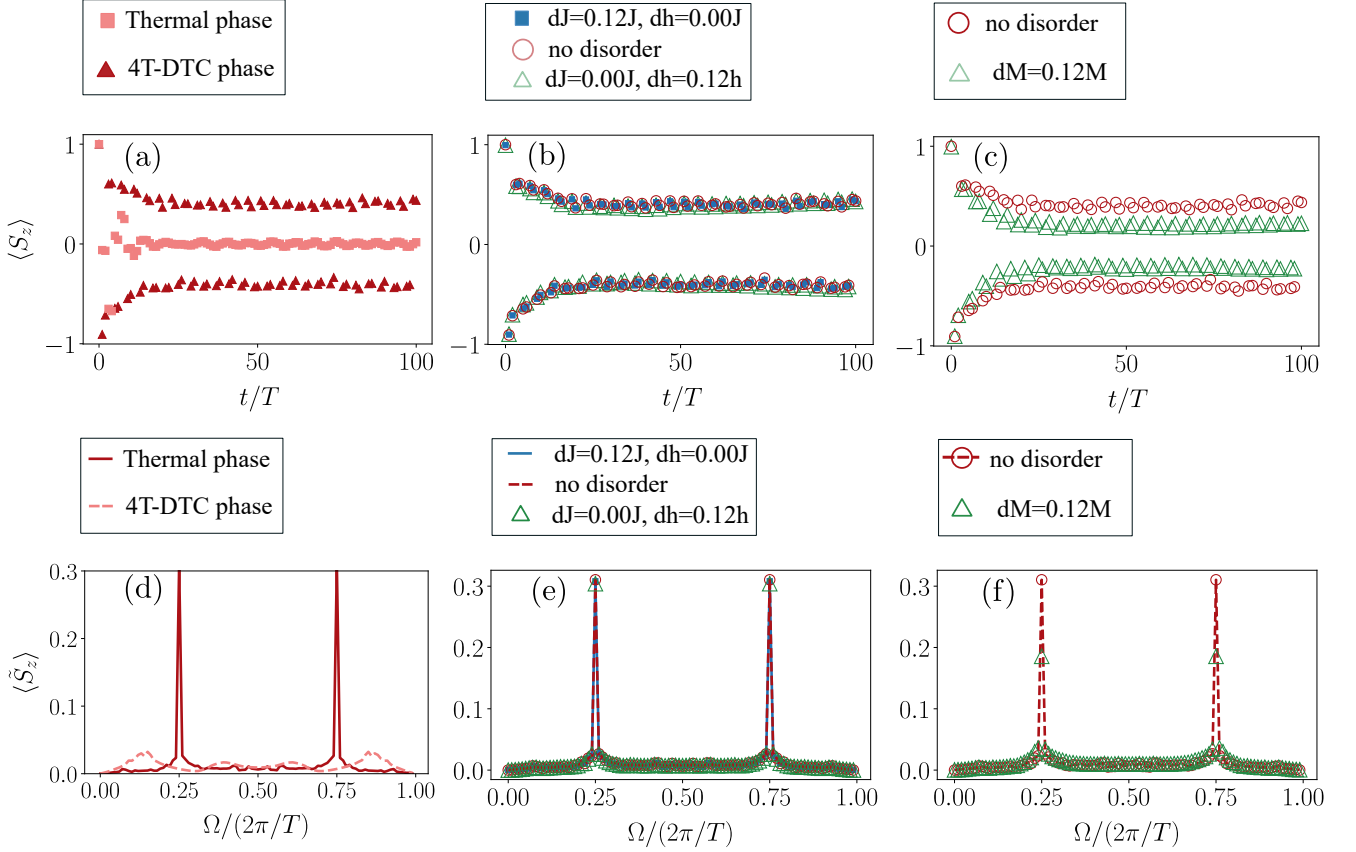 Thermal phase
4T-DTC phase
dJ=0.12J, dh=0.00J
no disorder
dJ=0.00J, dh=0.12h
no disorder
dM=0.12M
(a)
1
0
−1
⟨S_z⟩
0
50
100
t/T
(b)
1
0
−1
0
50
100
t/T
(c)
1
0
−1
0
50
100
t/T
Thermal phase
4T-DTC phase
dJ=0.12J, dh=0.00J
no disorder
dJ=0.00J, dh=0.12h
no disorder
dM=0.12M
(d)
0.3
0.2
0.1
0.0
⟨S̃_z⟩
0.00
0.25
0.50
0.75
1.00
Ω/(2π/T)
(e)
0.3
0.2
0.1
0.0
0.00
0.25
0.50
0.75
1.00
Ω/(2π/T)
(f)
0.3
0.2
0.1
0.0
0.00
0.25
0.50
0.75
1.00
Ω/(2π/T)